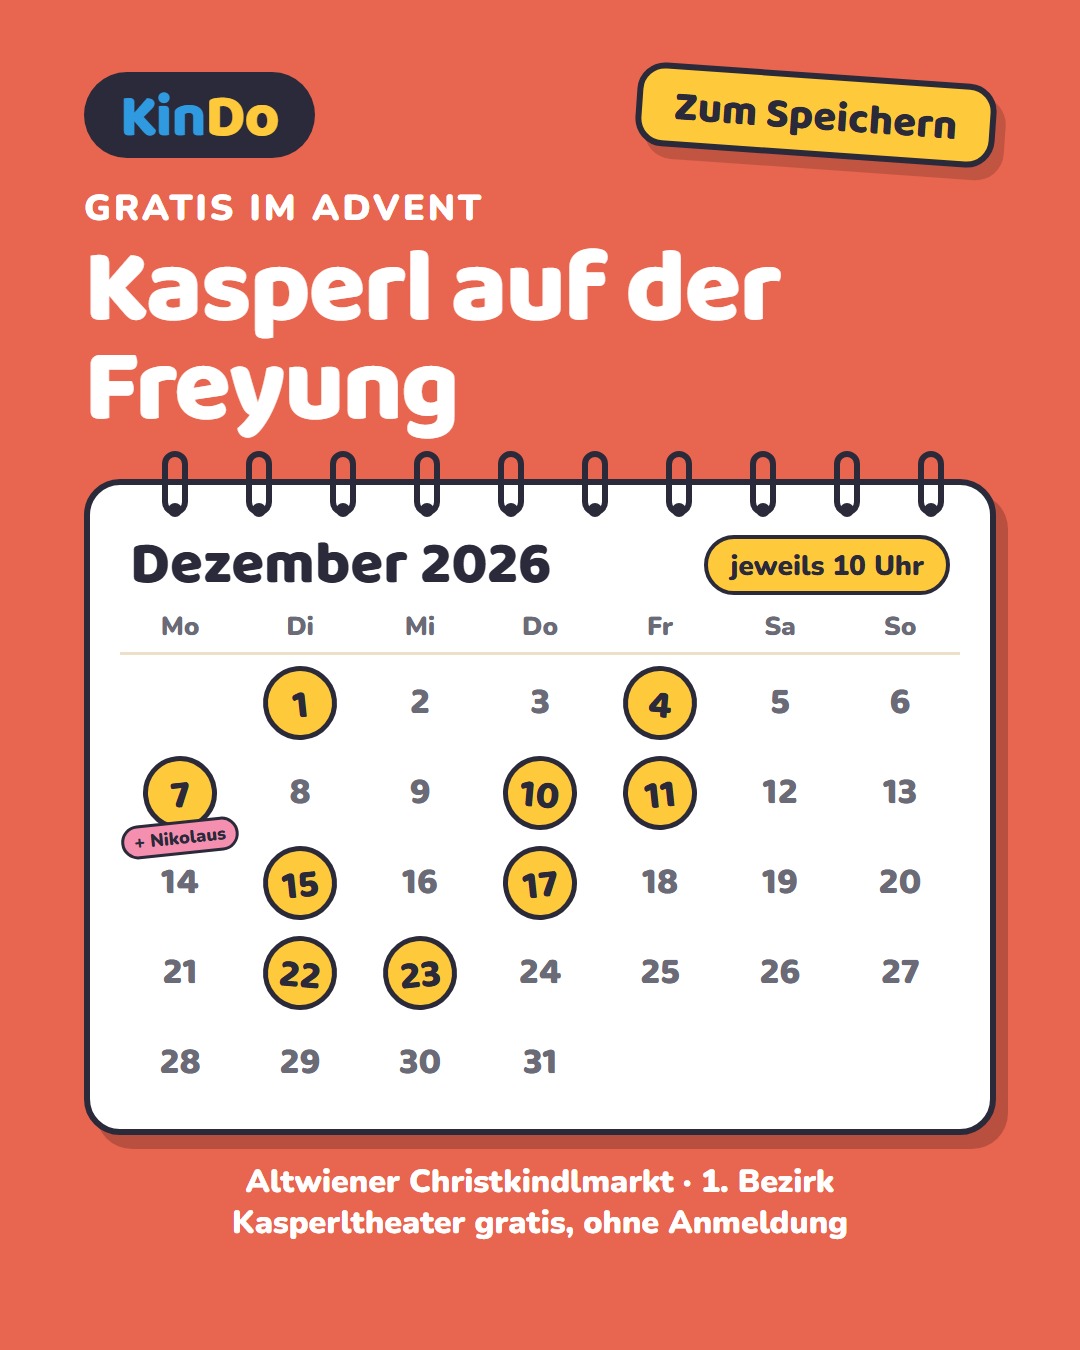 KinDo
Zum Speichern
GRATIS IM ADVENT
Kasperl auf der
Freyung
Dezember 2026
jeweils 10 Uhr
Mo Di Mi Do Fr Sa So
1 2 3 4 5 6
7 8 9 10 11 12 13
+ Nikolaus
14 15 16 17 18 19 20
21 22 23 24 25 26 27
28 29 30 31
Altwiener Christkindlmarkt · 1. Bezirk
Kasperltheater gratis, ohne Anmeldung